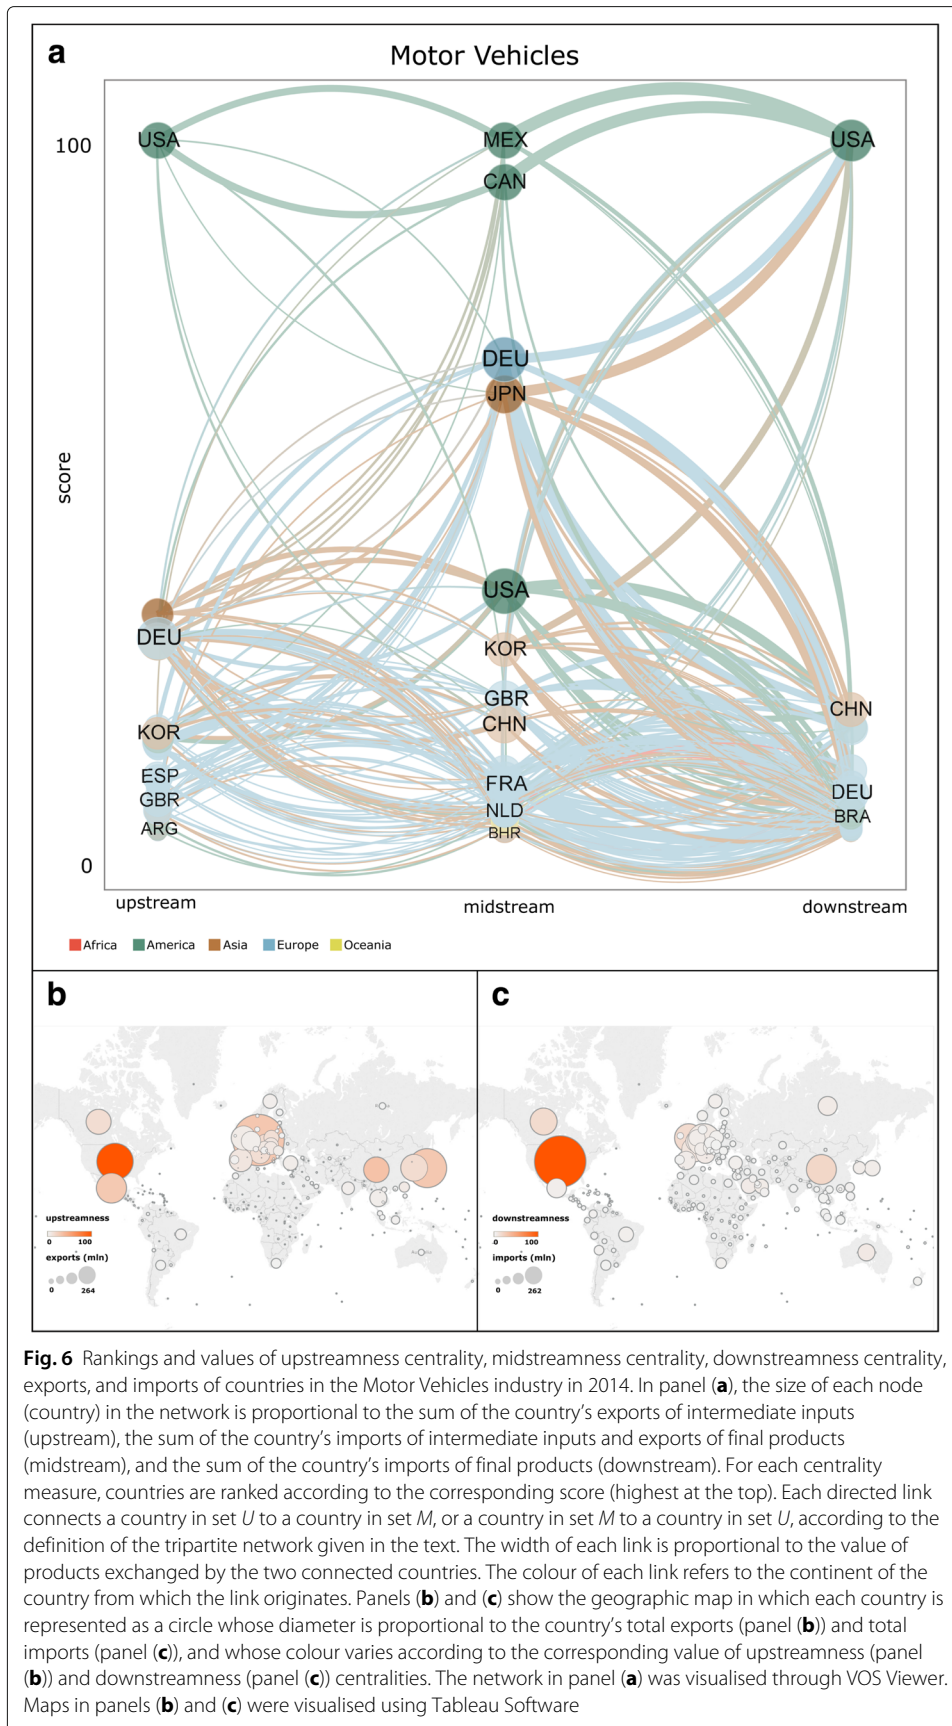 a
Motor Vehicles
100
USA
MEX
USA
CAN
DEU
JPN
score
USA
DEU
KOR
KOR
GBR
CHN
CHN
ESP
FRA
DEU
GBR
NLD
BRA
ARG
BHR
0
upstream
midstream
downstream
Africa America Asia Europe Oceania
b
upstreamness
0 100
exports (mln)
0 264
c
downstreamness
0 100
imports (mln)
0 262
Fig. 6 Rankings and values of upstreamness centrality, midstreamness centrality, downstreamness centrality,
exports, and imports of countries in the Motor Vehicles industry in 2014. In panel (a), the size of each node
(country) in the network is proportional to the sum of the country's exports of intermediate inputs
(upstream), the sum of the country's imports of intermediate inputs and exports of final products
(midstream), and the sum of the country's imports of final products (downstream). For each centrality
measure, countries are ranked according to the corresponding score (highest at the top). Each directed link
connects a country in set U to a country in set M, or a country in set M to a country in set U, according to the
definition of the tripartite network given in the text. The width of each link is proportional to the value of
products exchanged by the two connected countries. The colour of each link refers to the continent of the
country from which the link originates. Panels (b) and (c) show the geographic map in which each country is
represented as a circle whose diameter is proportional to the country's total exports (panel (b)) and total
imports (panel (c)), and whose colour varies according to the corresponding value of upstreamness (panel
(b)) and downstreamness (panel (c)) centralities. The network in panel (a) was visualised through VOS Viewer.
Maps in panels (b) and (c) were visualised using Tableau Software